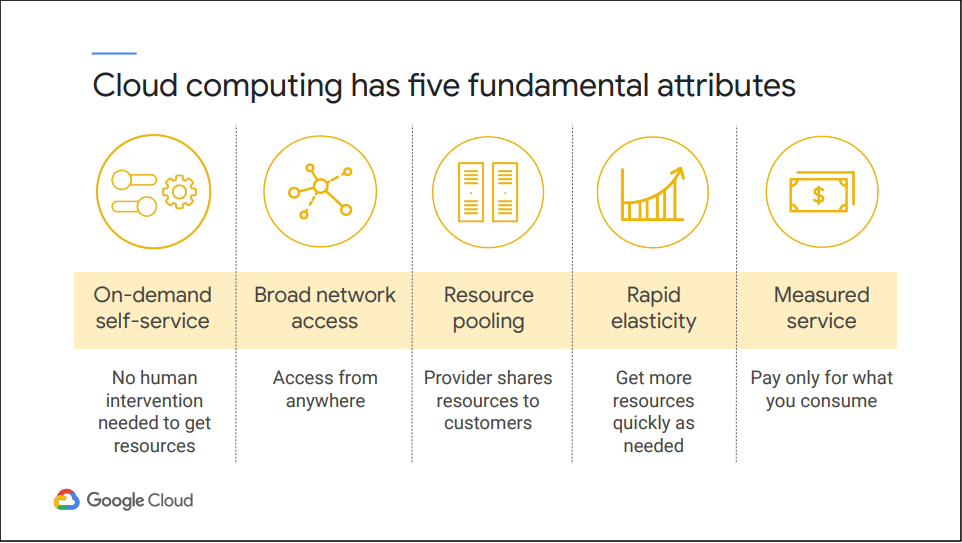 Cloud computing has five fundamental attributes
$
On-demand
self-service
No human
intervention
needed to get
resources
Broad network
access
Access from
anywhere
Resource
pooling
Provider shares
resources to
customers
Rapid
elasticity
Get more
resources
quickly as
needed
Measured
service
Pay only for what
you consume
Google Cloud